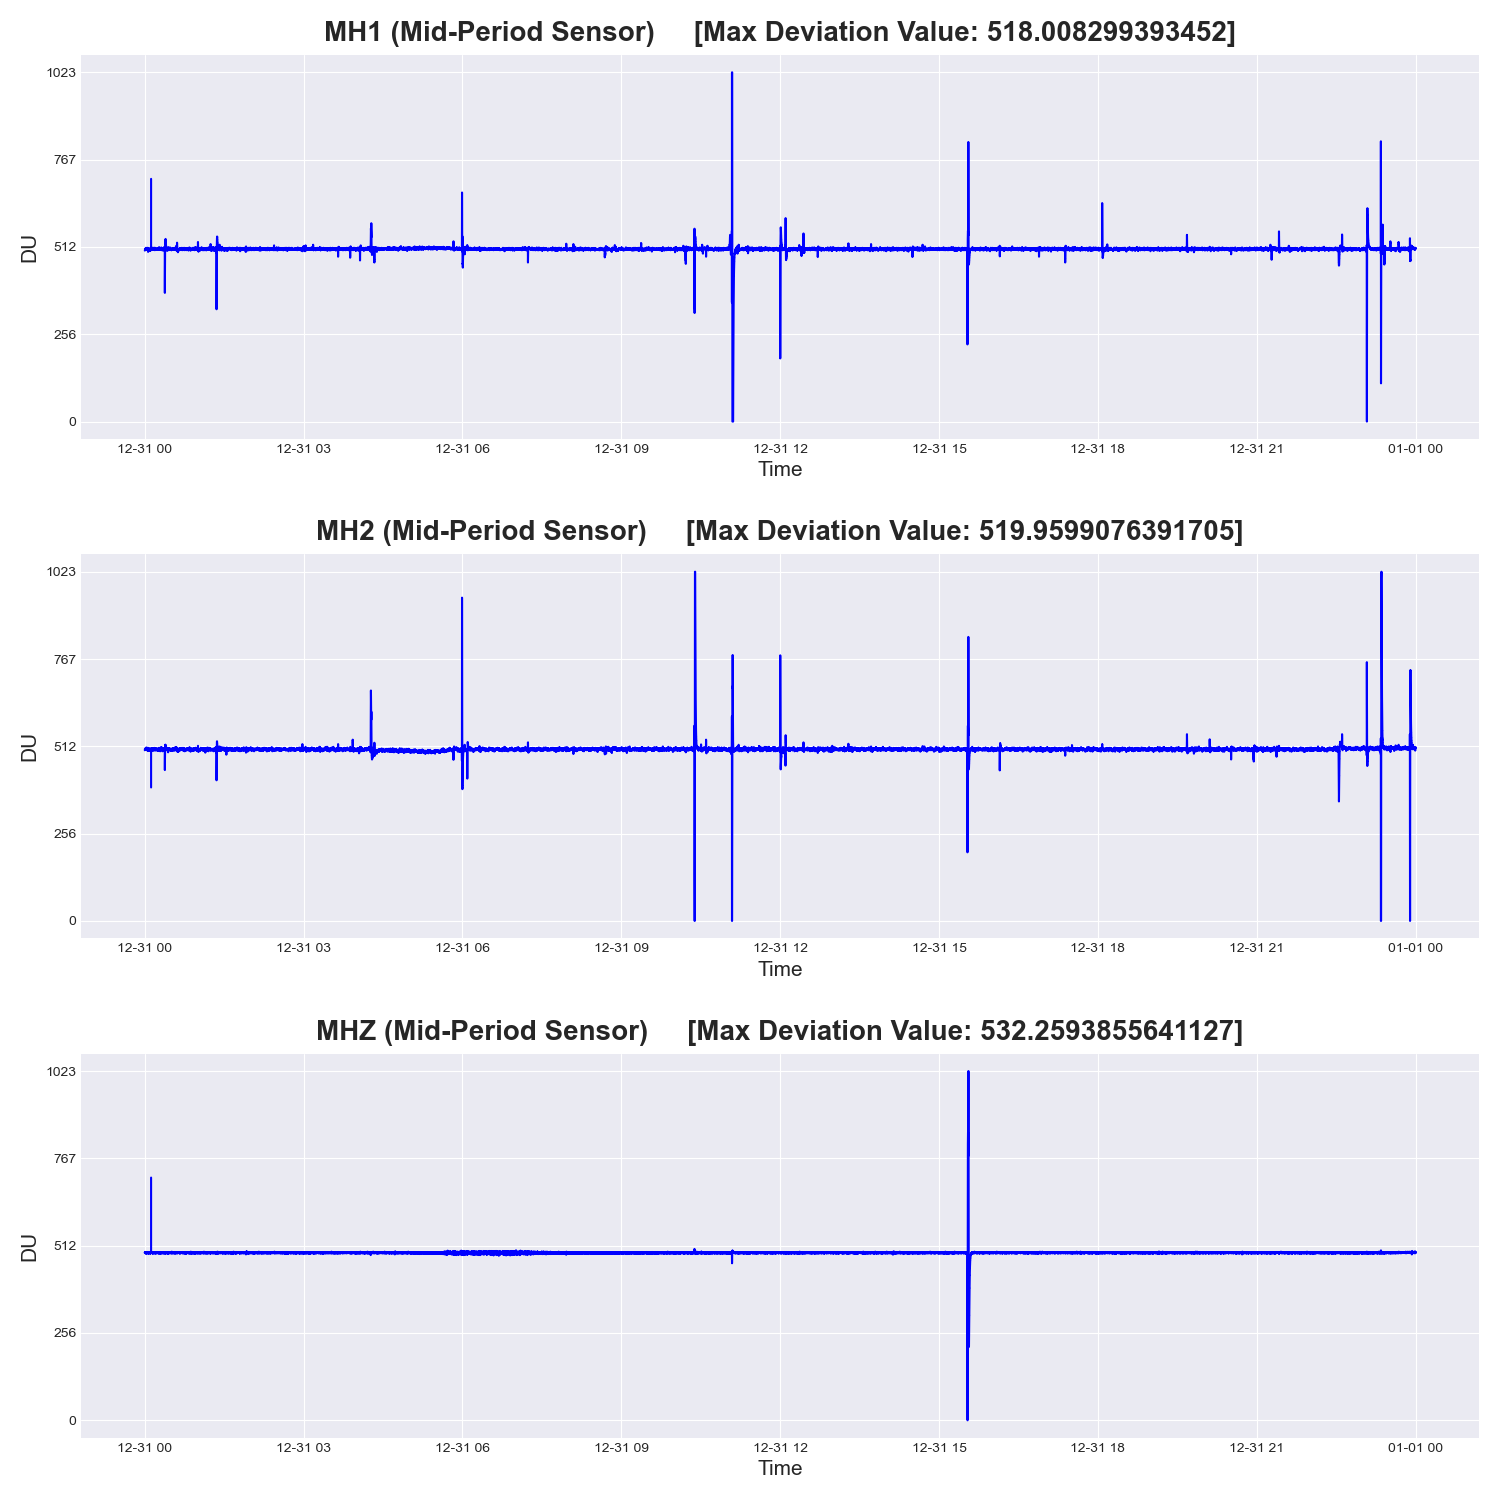 MH1 (Mid-Period Sensor) [Max Deviation Value: 518.008299393452]
1023
767
512
256
0
DU
12-31 00 12-31 03 12-31 06 12-31 09 12-31 12 12-31 15 12-31 18 12-31 21 01-01 00
Time
MH2 (Mid-Period Sensor) [Max Deviation Value: 519.9599076391705]
1023
767
512
256
0
DU
12-31 00 12-31 03 12-31 06 12-31 09 12-31 12 12-31 15 12-31 18 12-31 21 01-01 00
Time
MHZ (Mid-Period Sensor) [Max Deviation Value: 532.2593855641127]
1023
767
512
256
0
DU
12-31 00 12-31 03 12-31 06 12-31 09 12-31 12 12-31 15 12-31 18 12-31 21 01-01 00
Time